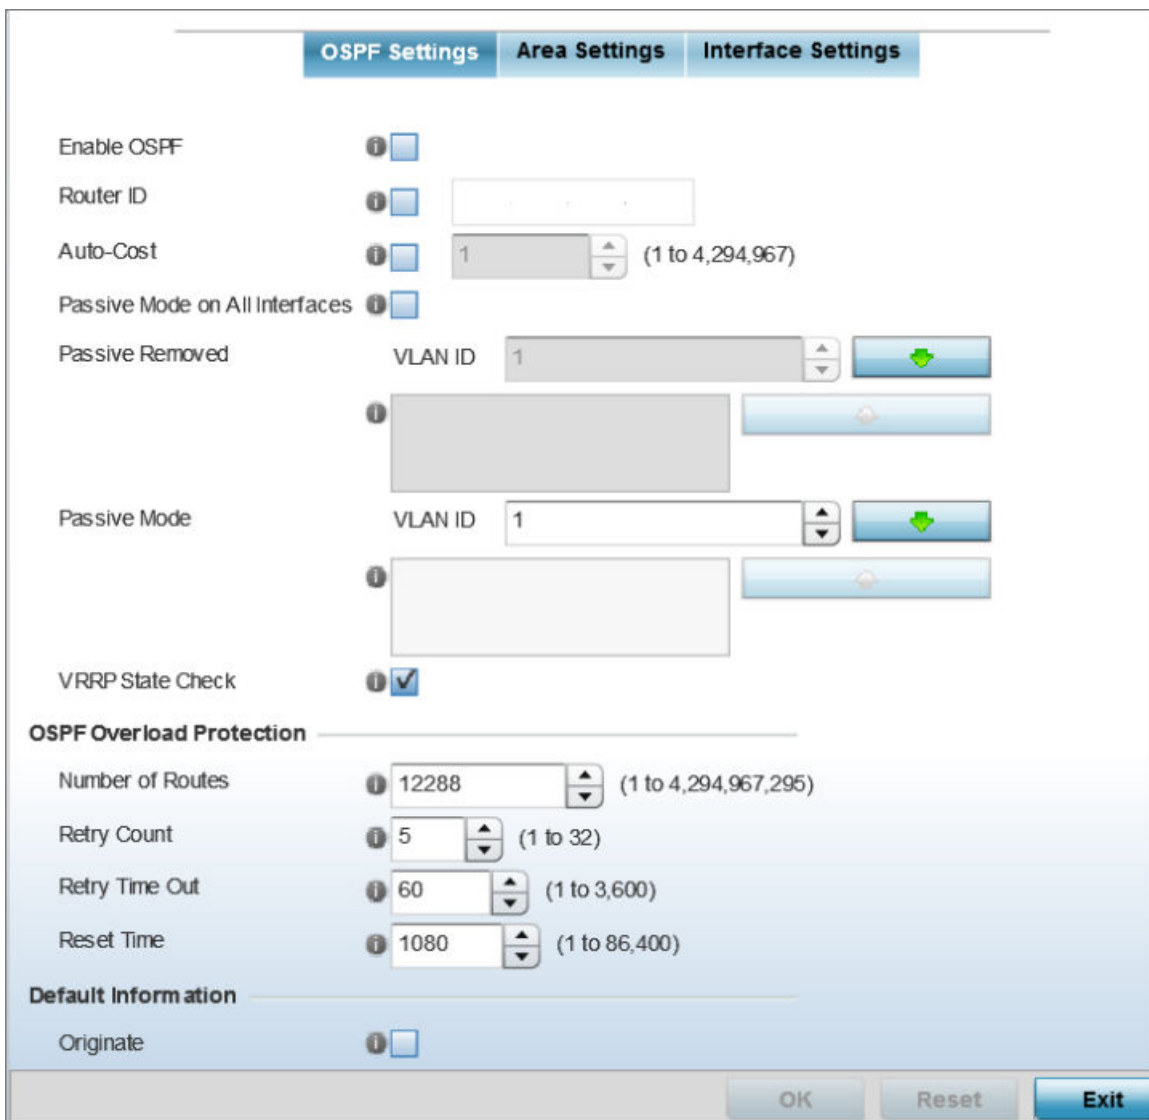 OSPF Settings Area Settings Interface Settings
Enable OSPF
Router ID
Auto-Cost 1 (1 to 4,294,967)
Passive Mode on All Interfaces
Passive Removed VLAN ID 1
Passive Mode VLAN ID 1
VRRP State Check
OSPF Overload Protection
Number of Routes 12288 (1 to 4,294,967,295)
Retry Count 5 (1 to 32)
Retry Time Out 60 (1 to 3,600)
Reset Time 1080 (1 to 86,400)
Default Information
Originate
OK Reset Exit